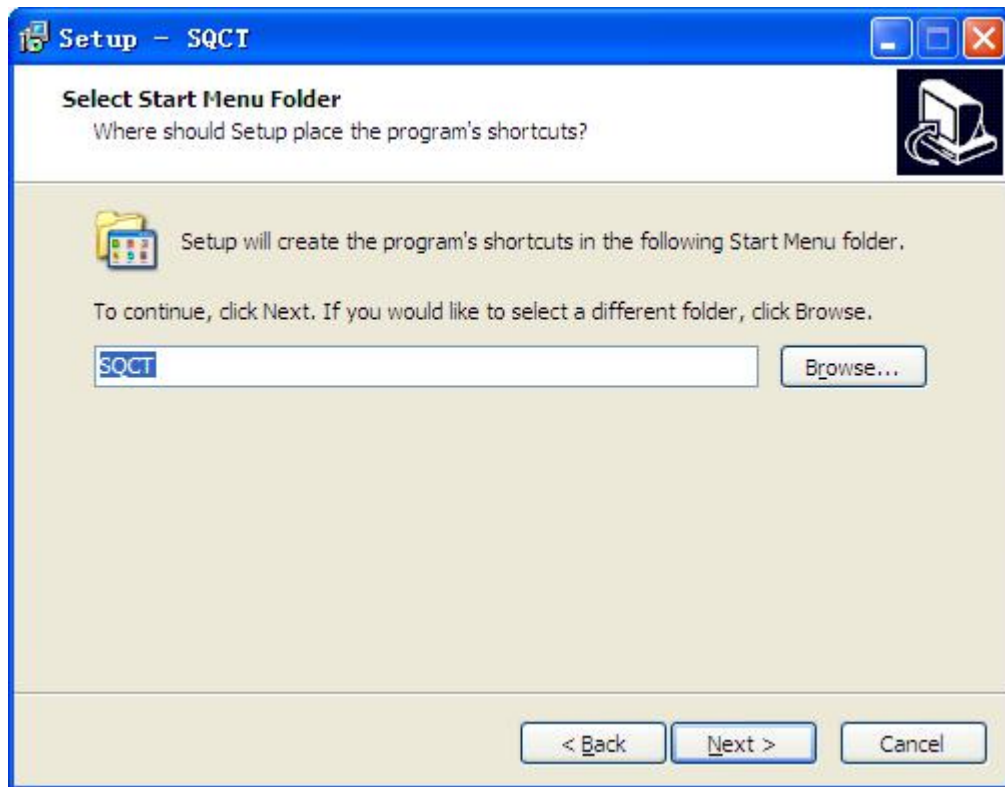 Setup - SQCT
Select Start Menu Folder
Where should Setup place the program's shortcuts?
Setup will create the program's shortcuts in the following Start Menu folder.
To continue, click Next. If you would like to select a different folder, click Browse.
SQCT
Browse...
< Back
Next >
Cancel